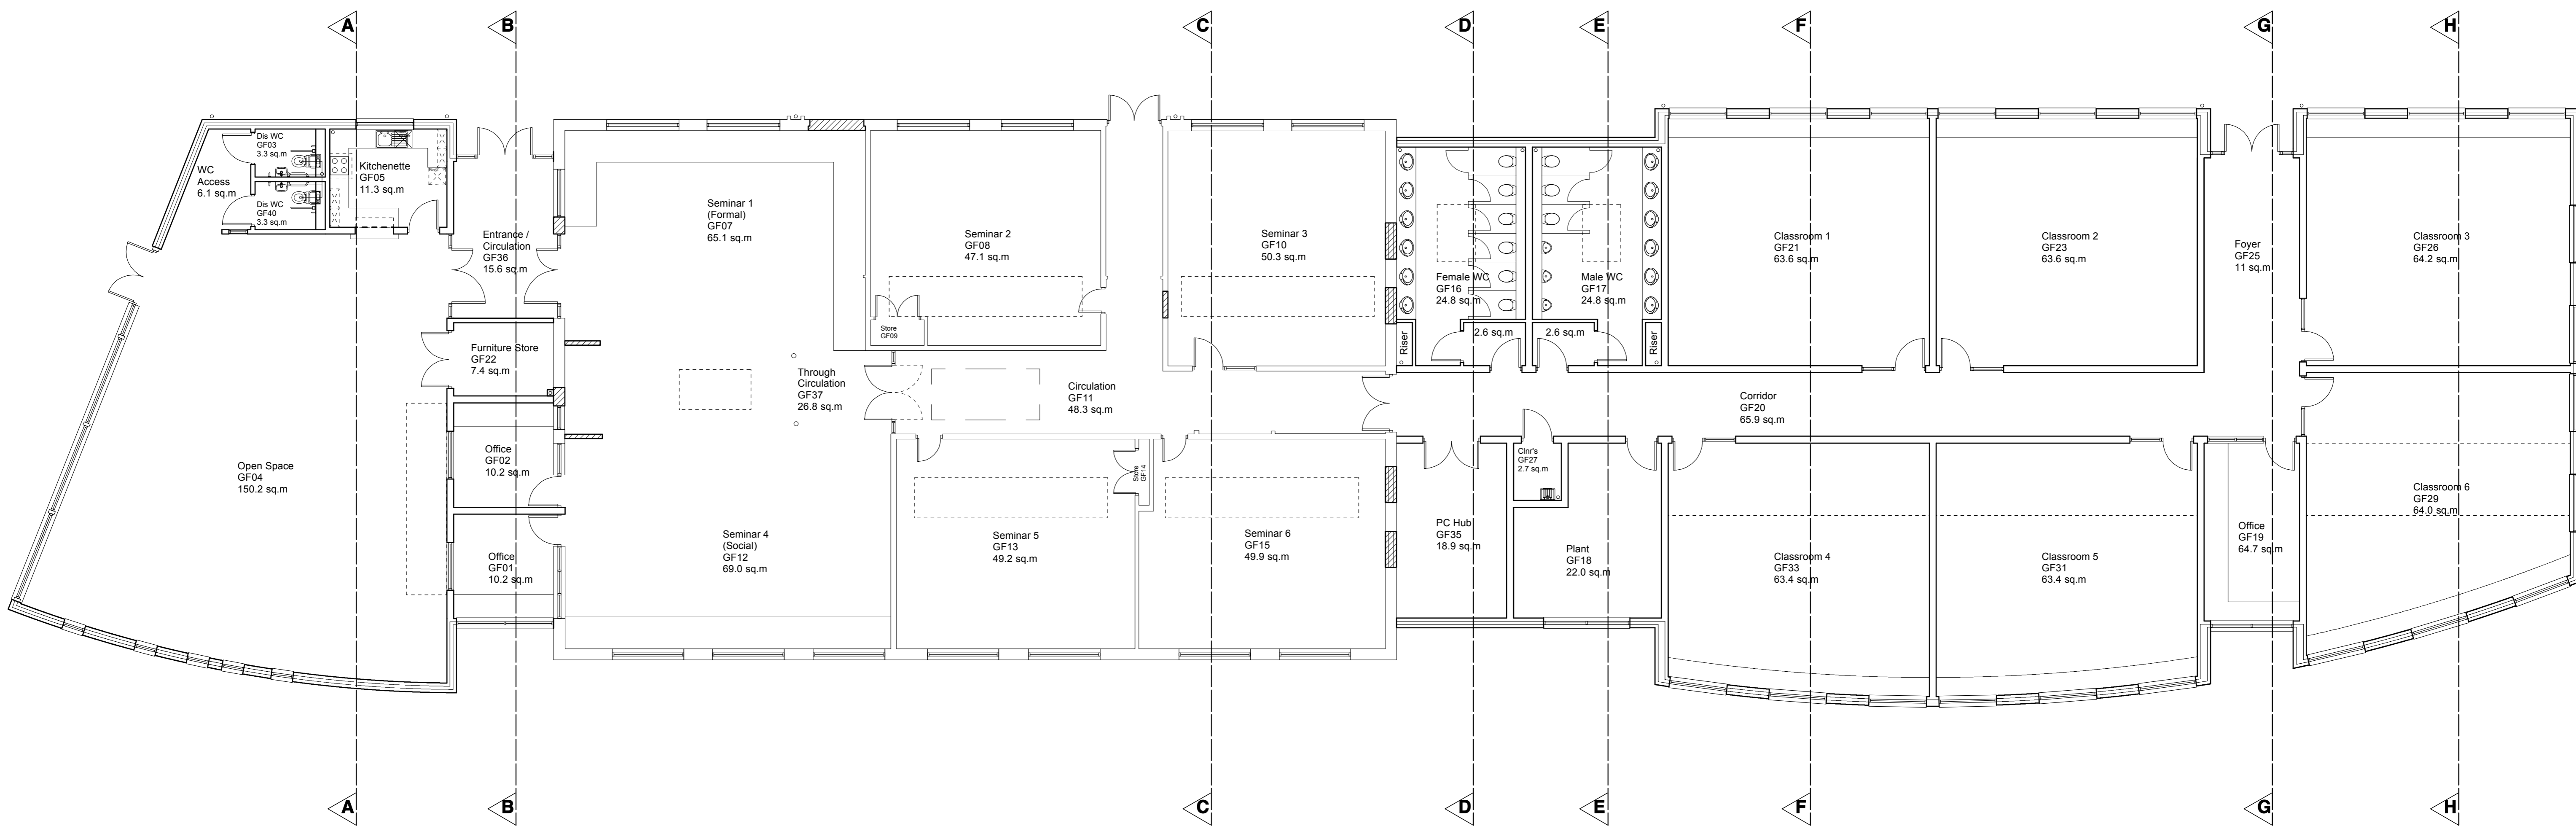 A
B
C
D
E
F
G
H
Dis WC
GF03
3.3 sq.m
WC
Access
6.1 sq.m
Dis WC
GF40
3.3 sq.m
Kitchenette
GF05
11.3 sq.m
Entrance /
Circulation
GF36
15.6 sq.m
Seminar 1
(Formal)
GF07
65.1 sq.m
Seminar 2
GF08
47.1 sq.m
Store
GF09
Seminar 3
GF10
50.3 sq.m
Female WC
GF16
24.8 sq.m
Male WC
GF17
24.8 sq.m
Riser
2.6 sq.m
2.6 sq.m
Riser
Classroom 1
GF21
63.6 sq.m
Classroom 2
GF23
63.6 sq.m
Foyer
GF25
11 sq.m
Classroom 3
GF26
64.2 sq.m
Furniture Store
GF22
7.4 sq.m
Through
Circulation
GF37
26.8 sq.m
Circulation
GF11
48.3 sq.m
Corridor
GF20
65.9 sq.m
Open Space
GF04
150.2 sq.m
Office
GF02
10.2 sq.m
Office
GF01
10.2 sq.m
Seminar 4
(Social)
GF12
69.0 sq.m
Seminar 5
GF13
49.2 sq.m
Store
GF14
Seminar 6
GF15
49.9 sq.m
PC Hub
GF35
18.9 sq.m
Clnr's
GF27
2.7 sq.m
Plant
GF18
22.0 sq.m
Classroom 4
GF33
63.4 sq.m
Classroom 5
GF31
63.4 sq.m
Office
GF19
64.7 sq.m
Classroom 6
GF29
64.0 sq.m
A
B
C
D
E
F
G
H